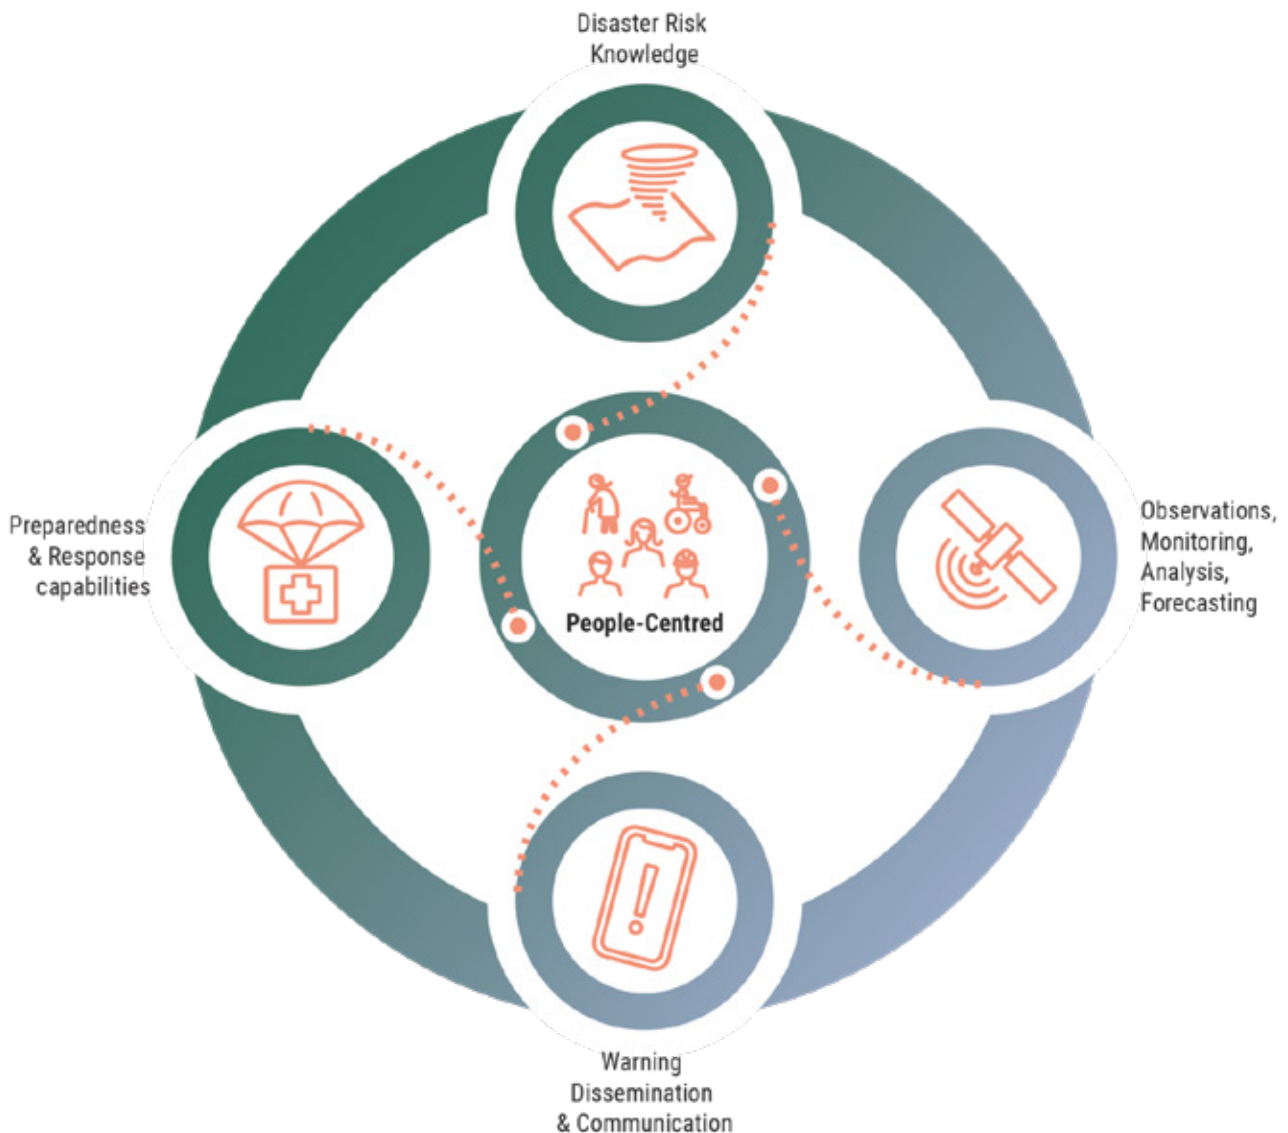 Disaster Risk
Knowledge
Preparedness
& Response
capabilities
People-Centred
Observations,
Monitoring,
Analysis,
Forecasting
Warning
Dissemination
& Communication